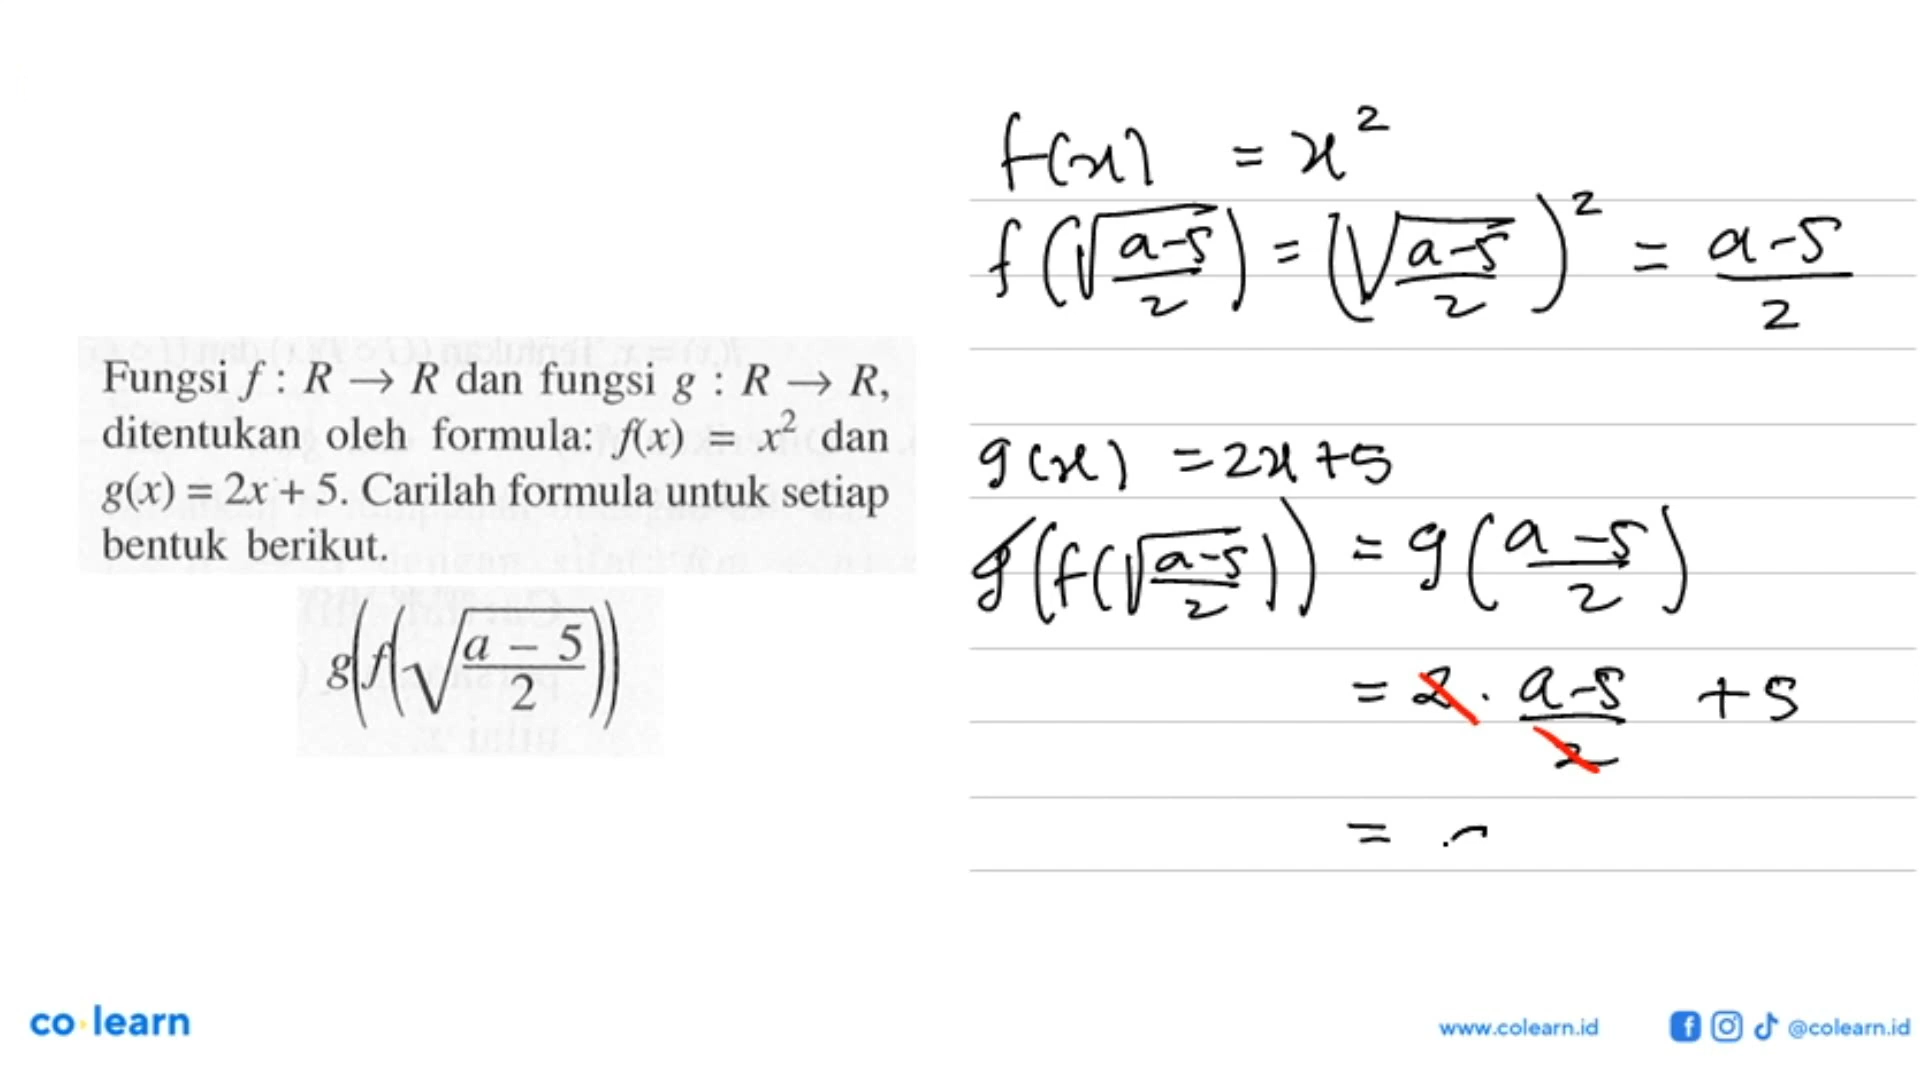 Fungsi f : R → R dan fungsi g : R → R,
ditentukan oleh formula: f(x) = x² dan
g(x) = 2x + 5. Carilah formula untuk setiap
bentuk berikut.
g(f(√((a - 5)/2)))
f(x) = x²
f(√((a-5)/2)) = (√((a-5)/2))² = (a-5)/2
g(x) = 2x+5
g(f(√((a-5)/2))) = g((a-5)/2)
= 2 · (a-5)/2 + 5
=
co learn
www.colearn.id
@colearn.id